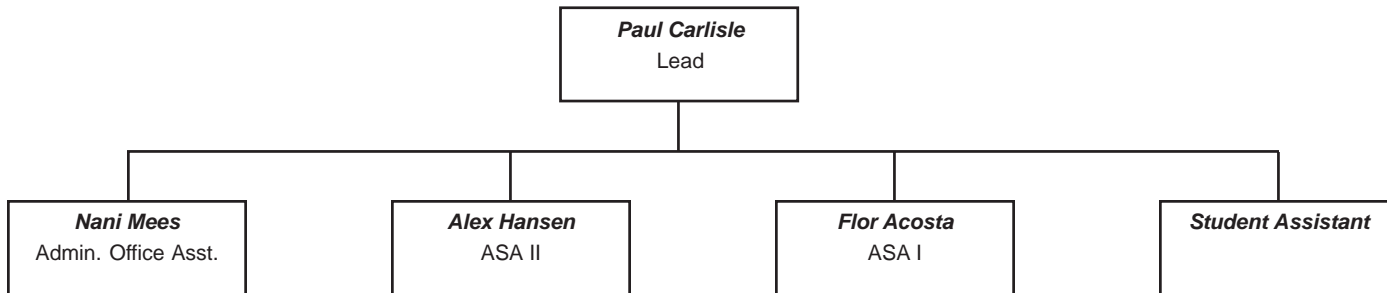 Paul Carlisle
Lead
Nani Mees
Admin. Office Asst.
Alex Hansen
ASA II
Flor Acosta
ASA I
Student Assistant